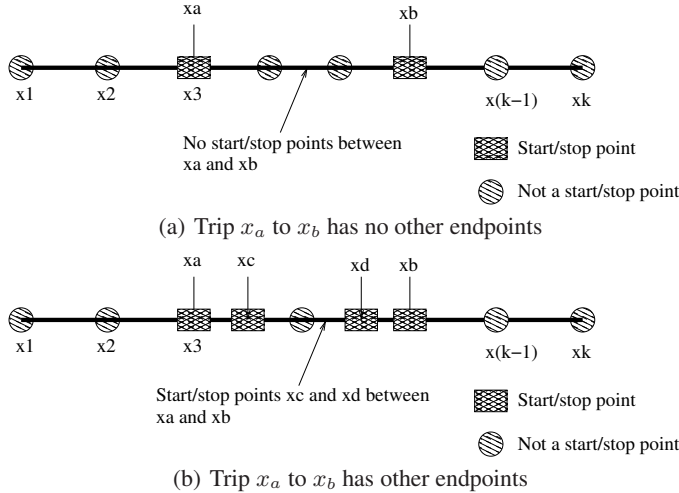 xa xb
x1 x2 x3 x(k−1) xk
No start/stop points between
xa and xb
Start/stop point
Not a start/stop point
(a) Trip xa to xb has no other endpoints
xa xc xd xb
x1 x2 x3 x(k−1) xk
Start/stop points xc and xd between
xa and xb
Start/stop point
Not a start/stop point
(b) Trip xa to xb has other endpoints